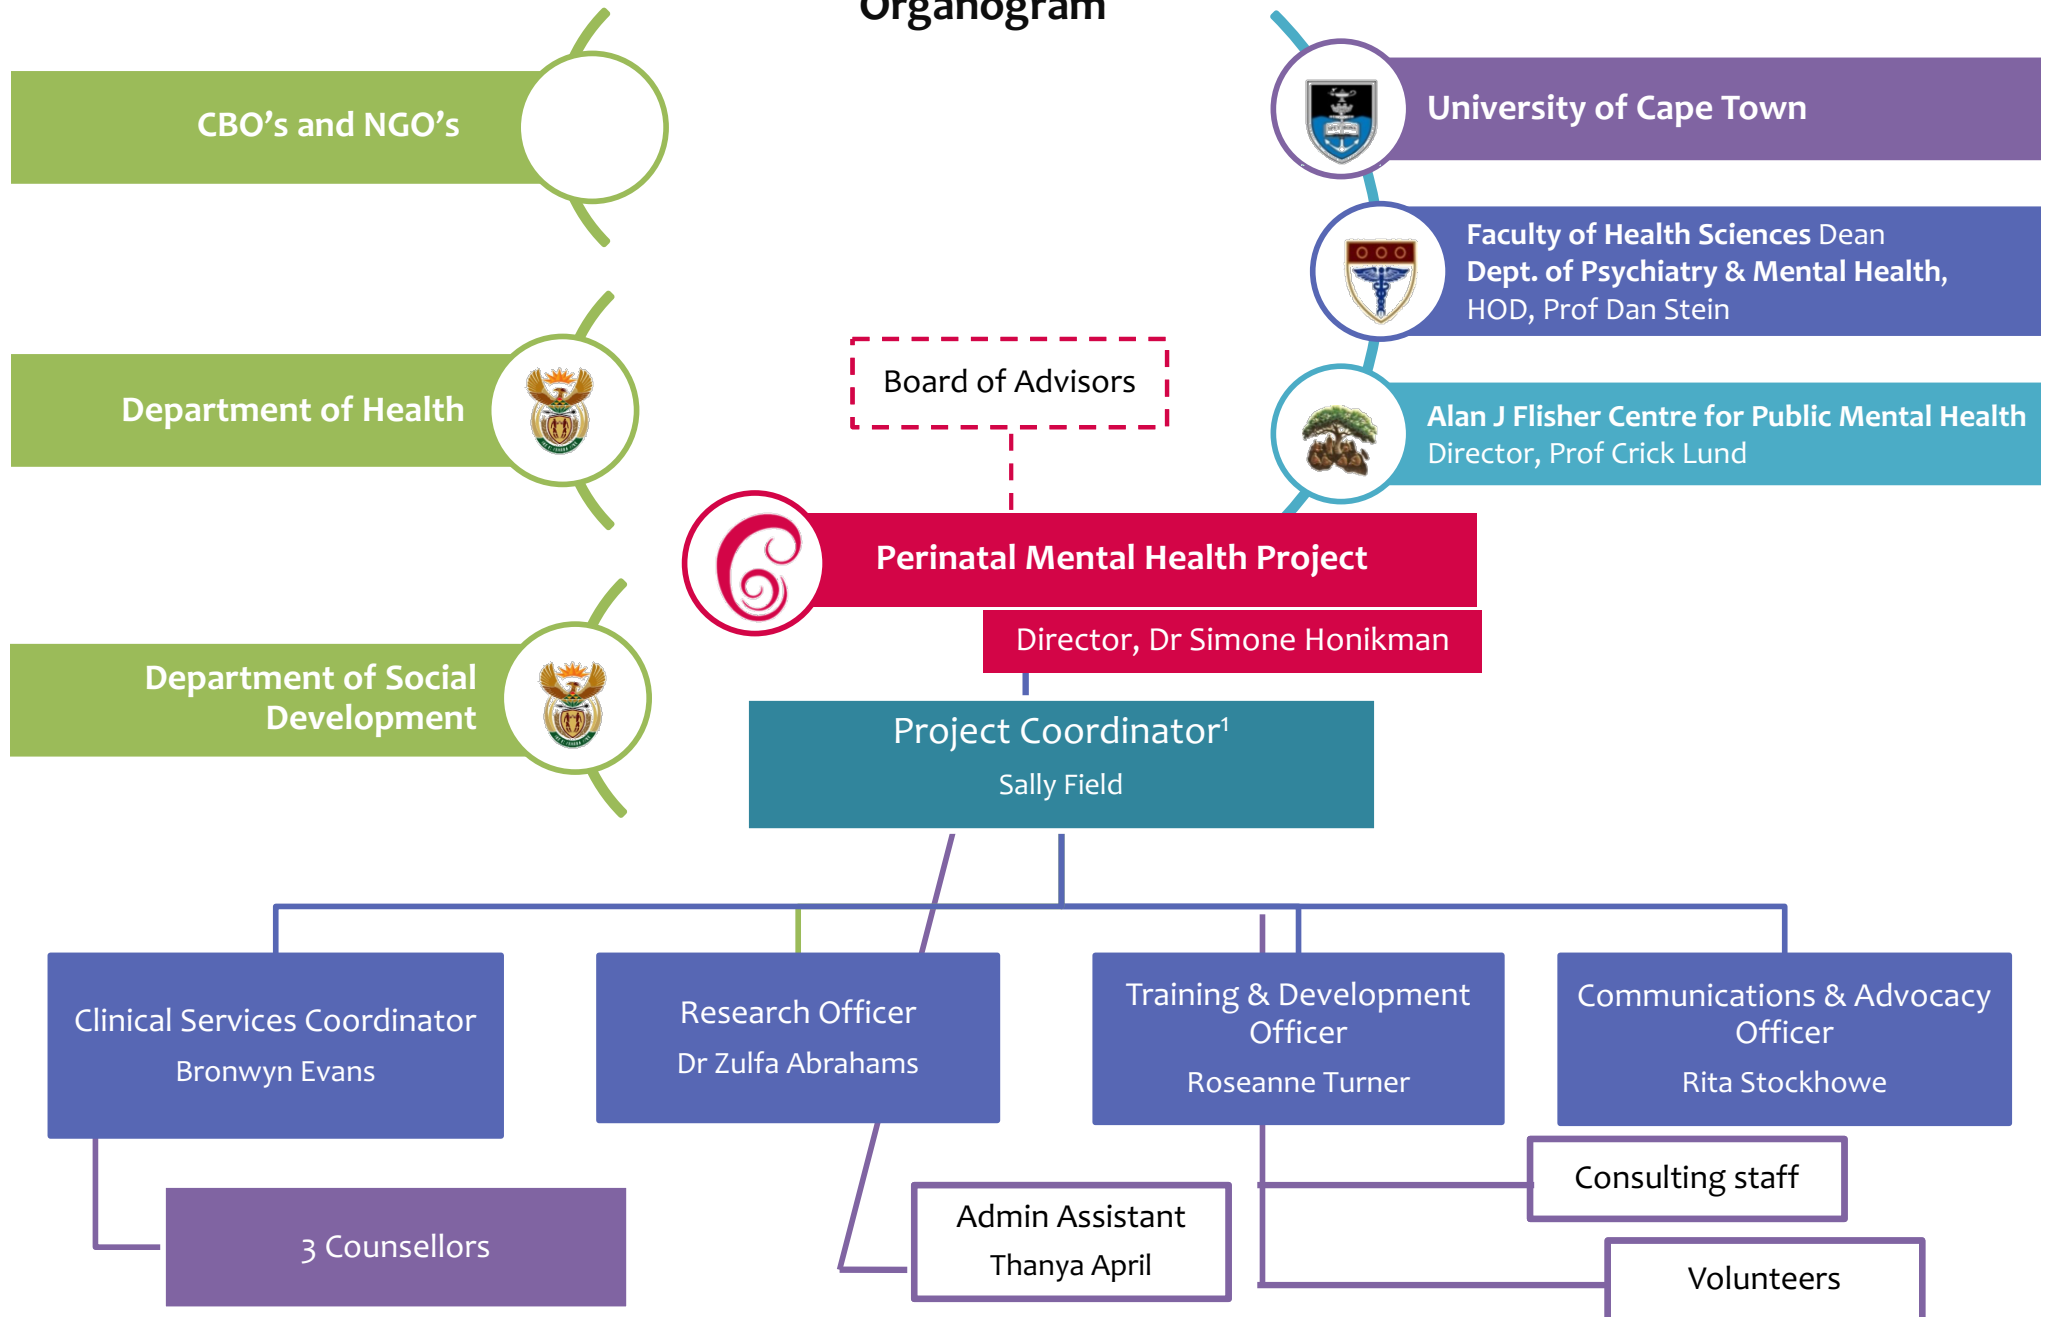 Organogram
CBO’s and NGO’s
University of Cape Town
Faculty of Health Sciences Dean
Dept. of Psychiatry & Mental Health,
HOD, Prof Dan Stein
Department of Health
Board of Advisors
Alan J Flisher Centre for Public Mental Health
Director, Prof Crick Lund
Perinatal Mental Health Project
Director, Dr Simone Honikman
Department of Social
Development
Project Coordinator¹
Sally Field
Clinical Services Coordinator
Bronwyn Evans
Research Officer
Dr Zulfa Abrahams
Training & Development
Officer
Roseanne Turner
Communications & Advocacy
Officer
Rita Stockhowe
3 Counsellors
Admin Assistant
Thanya April
Consulting staff
Volunteers